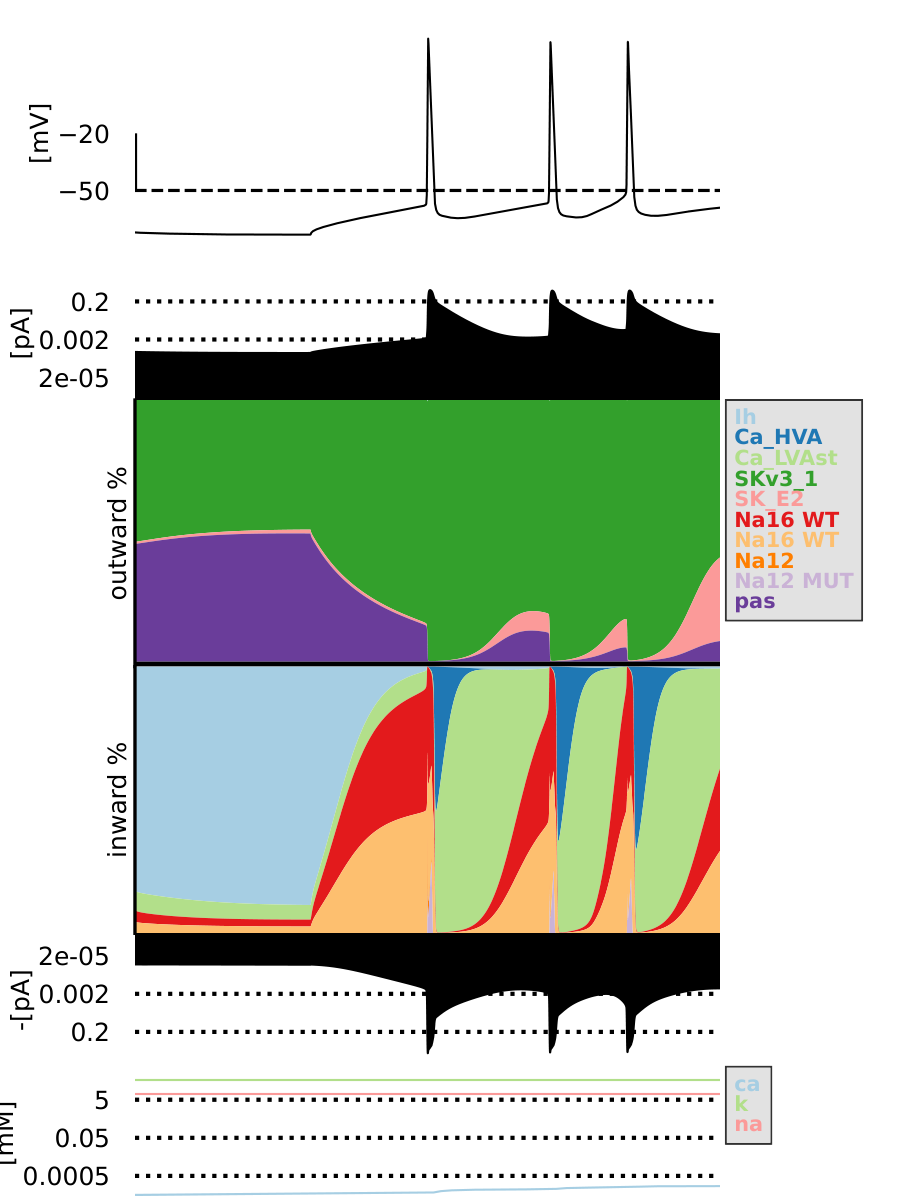 [mV]
−20
−50
[pA]
0.2
0.002
2e-05
outward %
Ih
Ca_HVA
Ca_LVAst
SKv3_1
SK_E2
Na16 WT
Na16 WT
Na12
Na12 MUT
pas
inward %
-[pA]
2e-05
0.002
0.2
[mM]
5
0.05
0.0005
ca
k
na